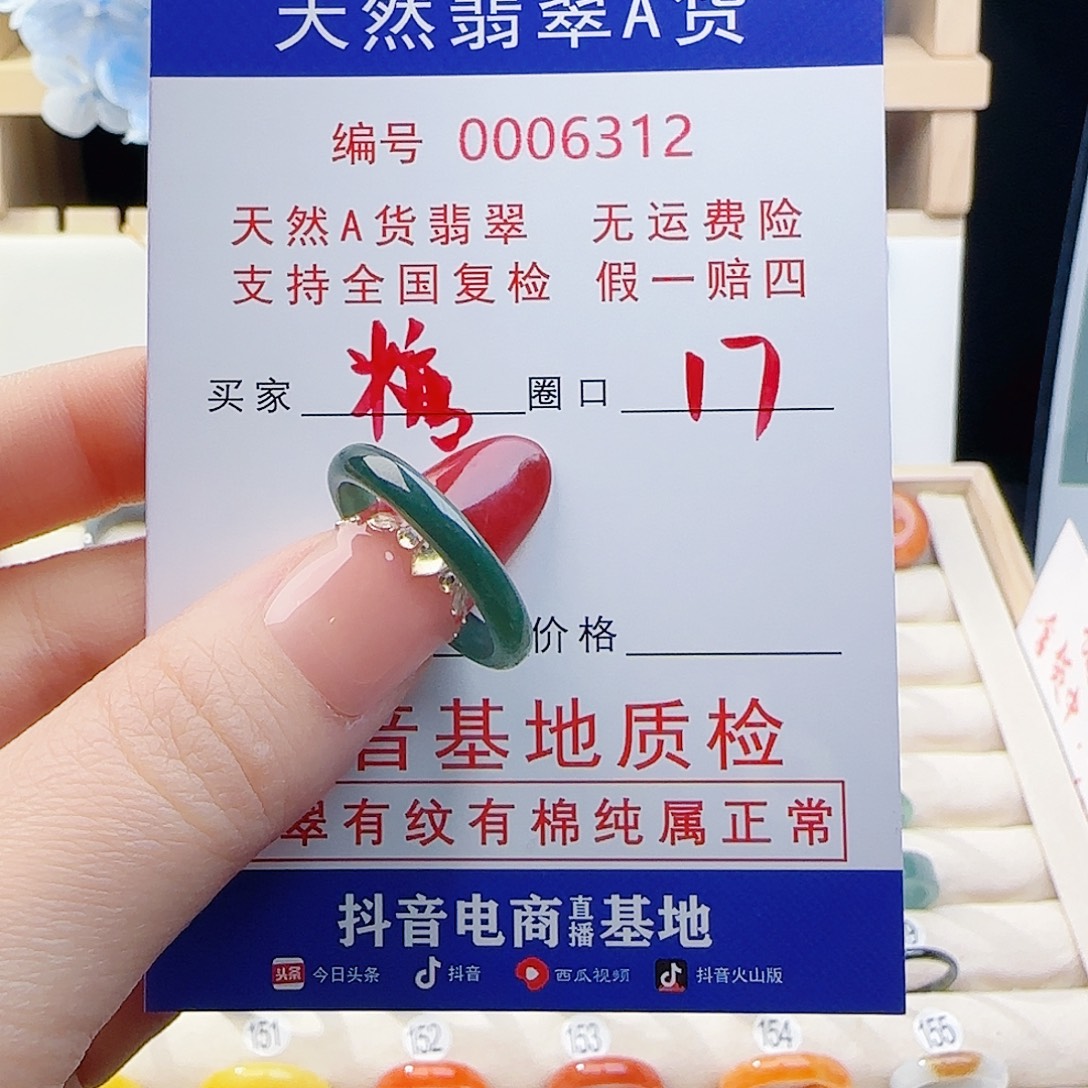 天然翡翠A货
编号 0006312
天然A货翡翠 无运费险
支持全国复检 假一赔四
买家 圈口 17
价格
音基地质检
翠有纹有棉纯属正常
抖音电商直播基地
头条 今日头条 抖音 西瓜视频 抖音火山版
151 152 153 154 155